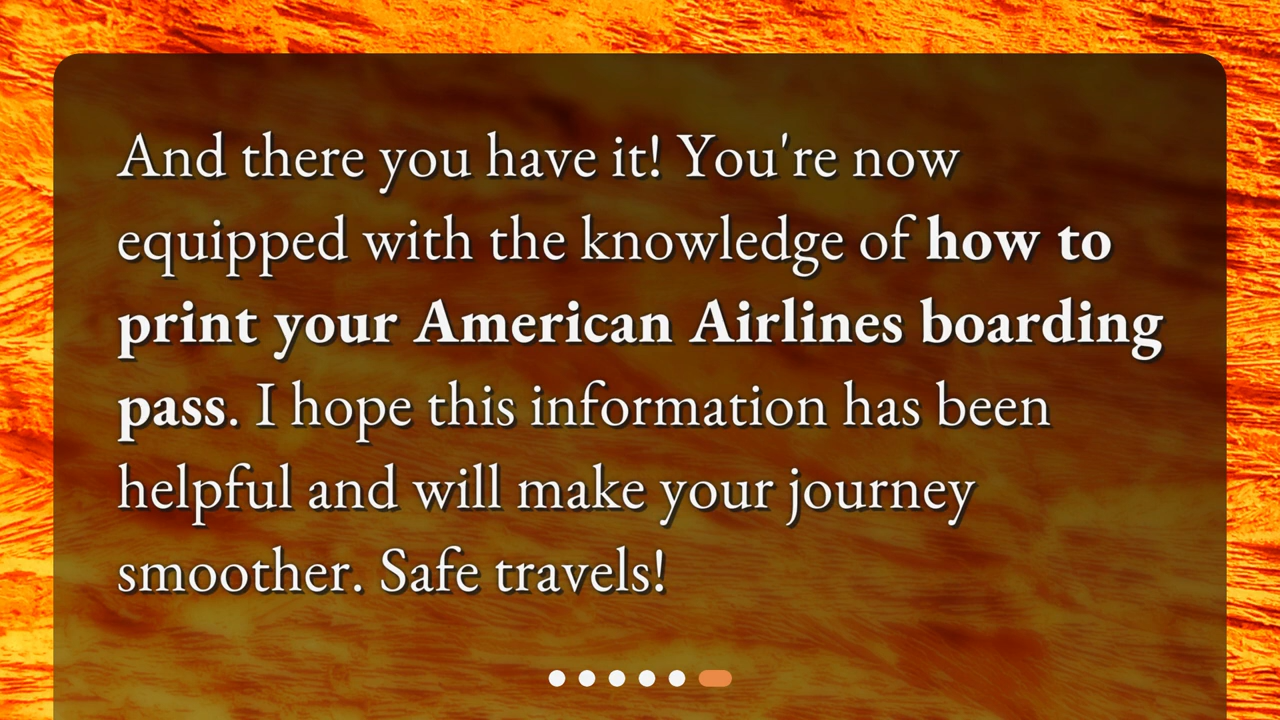 And there you have it! You're now
equipped with the knowledge of how to
print your American Airlines boarding
pass. I hope this information has been
helpful and will make your journey
smoother. Safe travels!